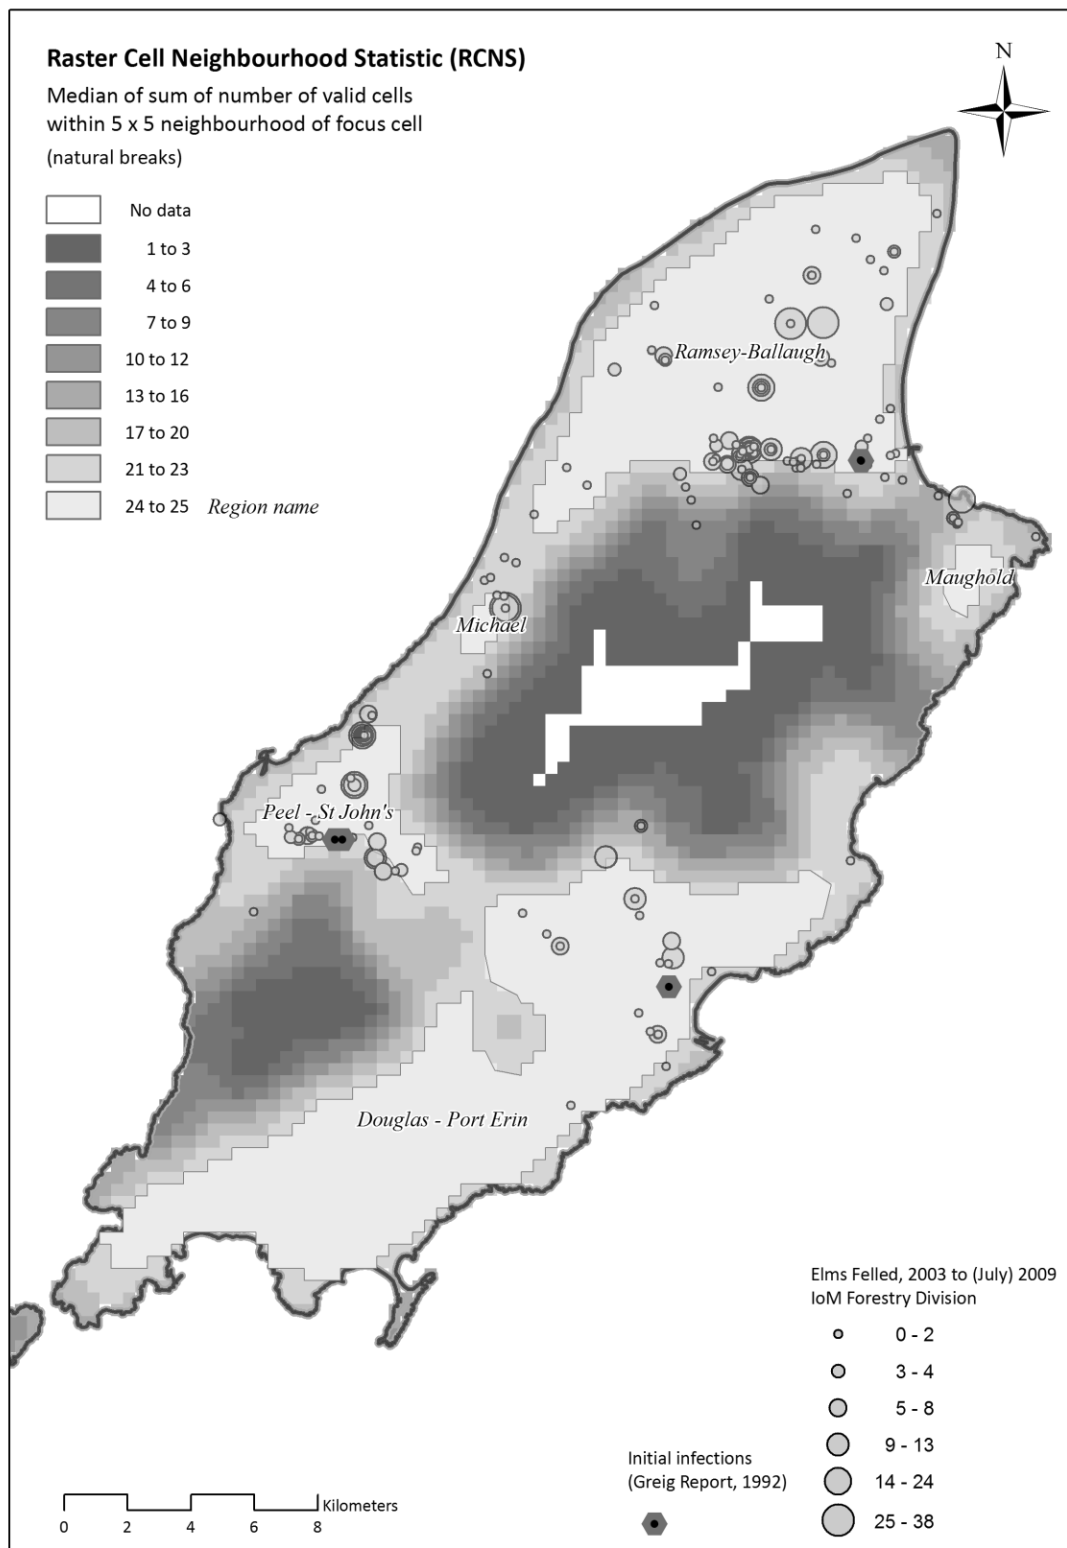 Raster Cell Neighbourhood Statistic (RCNS)
Median of sum of number of valid cells
within 5 x 5 neighbourhood of focus cell
(natural breaks)
No data
1 to 3
4 to 6
7 to 9
10 to 12
13 to 16
17 to 20
21 to 23
24 to 25 Region name
N
Ramsey-Ballaugh
Maughold
Michael
Peel - St John's
Douglas - Port Erin
Elms Felled, 2003 to (July) 2009
IoM Forestry Division
0 - 2
3 - 4
5 - 8
9 - 13
14 - 24
25 - 38
Initial infections
(Greig Report, 1992)
Kilometers
0 2 4 6 8